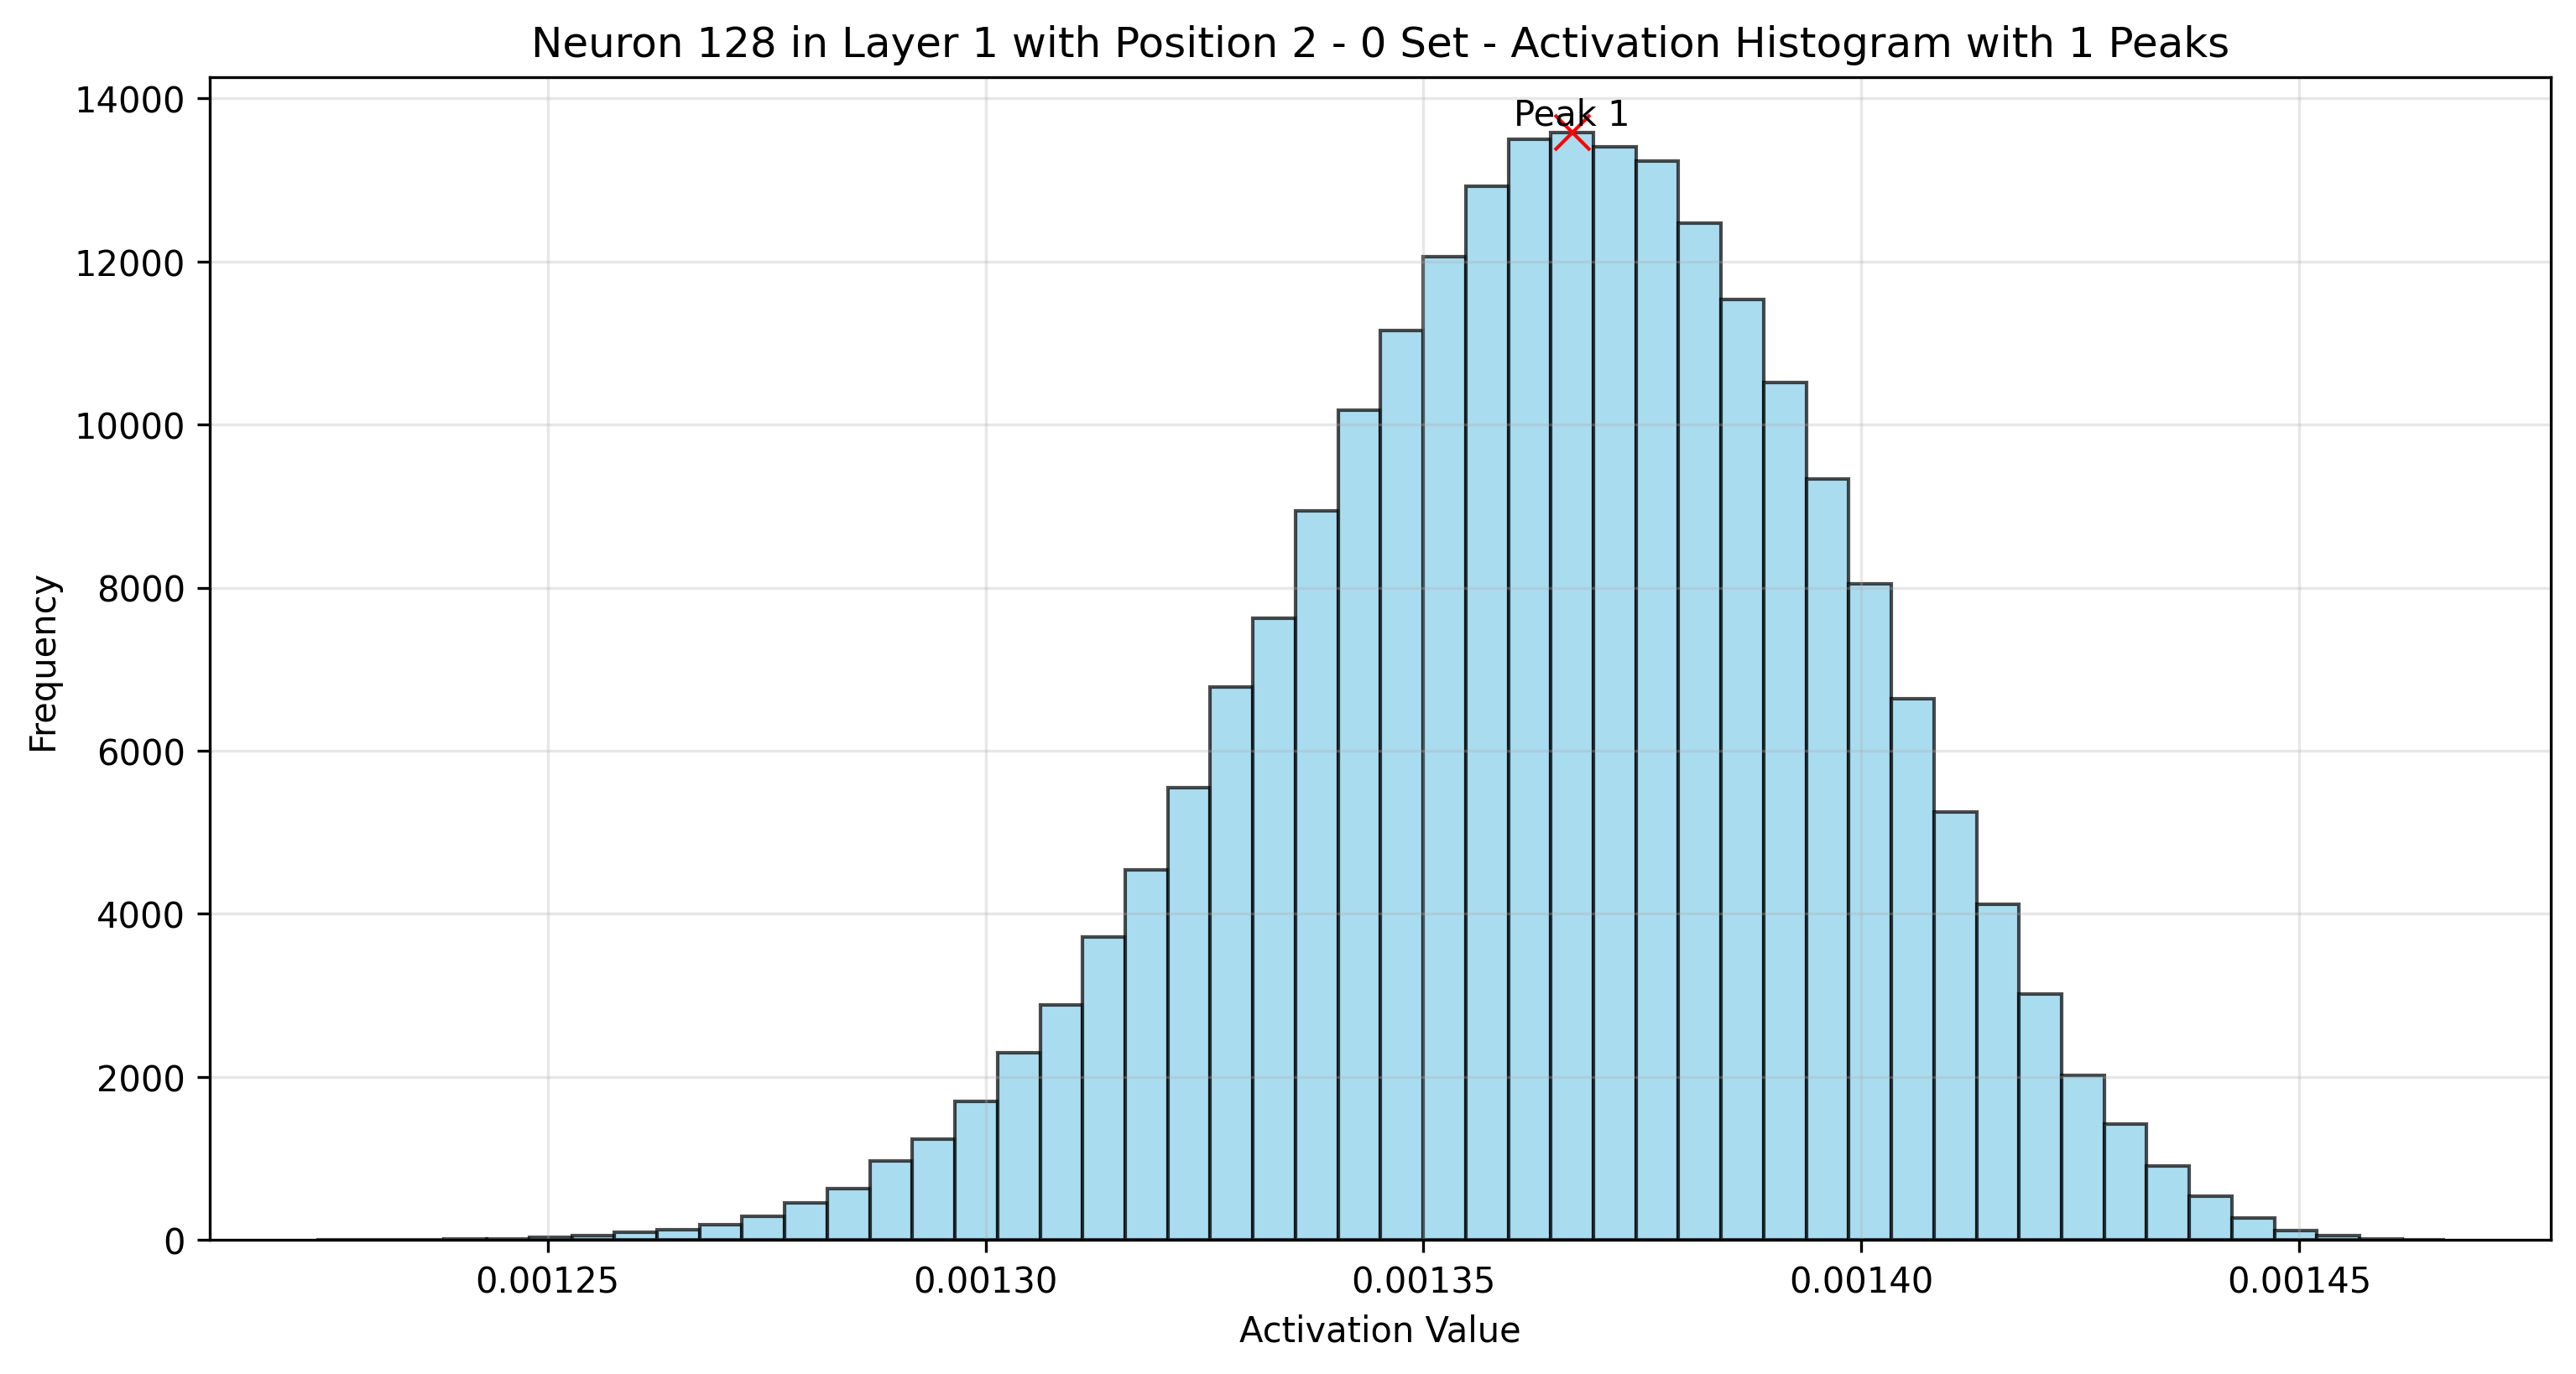 Neuron 128 in Layer 1 with Position 2 - 0 Set - Activation Histogram with 1 Peaks
14000
Peak 1
12000
10000
8000
Frequency
6000
4000
2000
0
0.00125 0.00130 0.00135 0.00140 0.00145
Activation Value